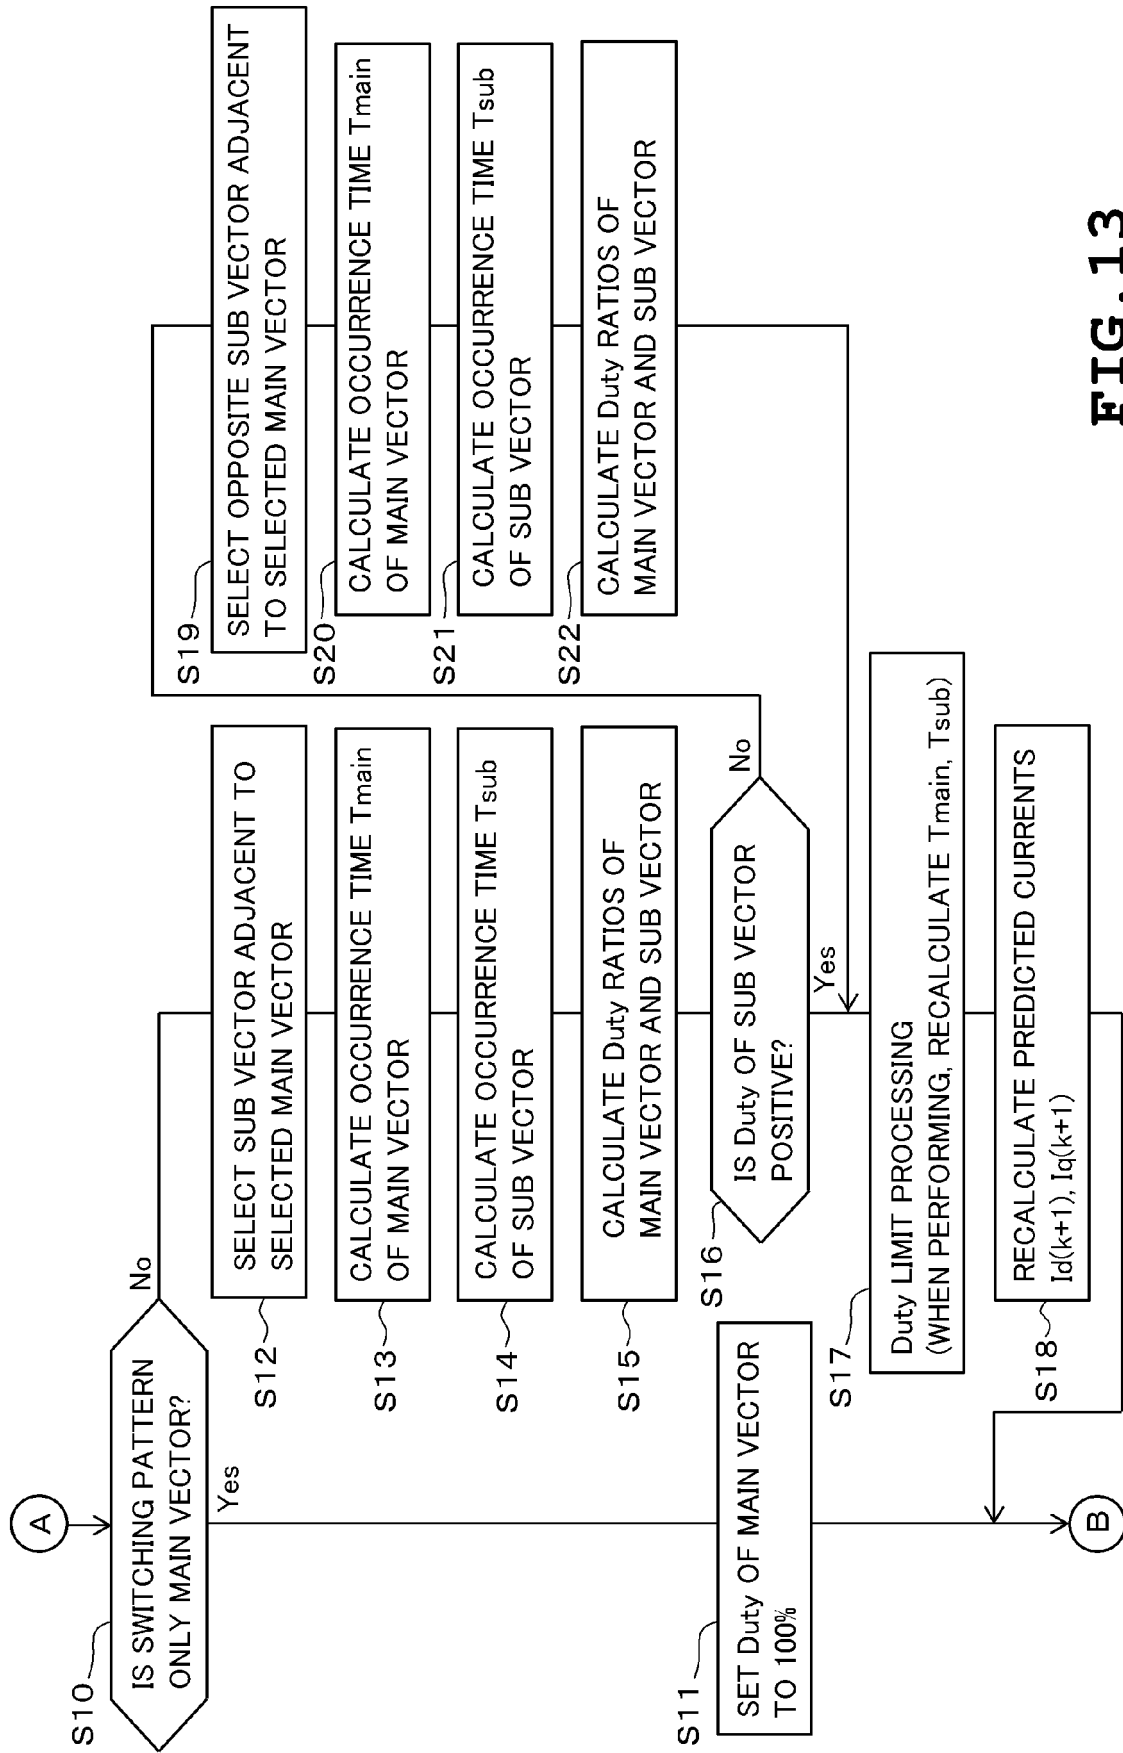 A
S10
IS SWITCHING PATTERN
ONLY MAIN VECTOR?
No
Yes
S11
SET Duty OF MAIN VECTOR
TO 100%
S12
SELECT SUB VECTOR ADJACENT TO
SELECTED MAIN VECTOR
S13
CALCULATE OCCURRENCE TIME Tmain
OF MAIN VECTOR
S14
CALCULATE OCCURRENCE TIME Tsub
OF SUB VECTOR
S15
CALCULATE Duty RATIOS OF
MAIN VECTOR AND SUB VECTOR
S16
IS Duty OF SUB VECTOR
POSITIVE?
No
Yes
S17
Duty LIMIT PROCESSING
(WHEN PERFORMING, RECALCULATE Tmain, Tsub)
S18
RECALCULATE PREDICTED CURRENTS
Id(k+1), Iq(k+1)
S19
SELECT OPPOSITE SUB VECTOR ADJACENT
TO SELECTED MAIN VECTOR
S20
CALCULATE OCCURRENCE TIME Tmain
OF MAIN VECTOR
S21
CALCULATE OCCURRENCE TIME Tsub
OF SUB VECTOR
S22
CALCULATE Duty RATIOS OF
MAIN VECTOR AND SUB VECTOR
B
FIG.13